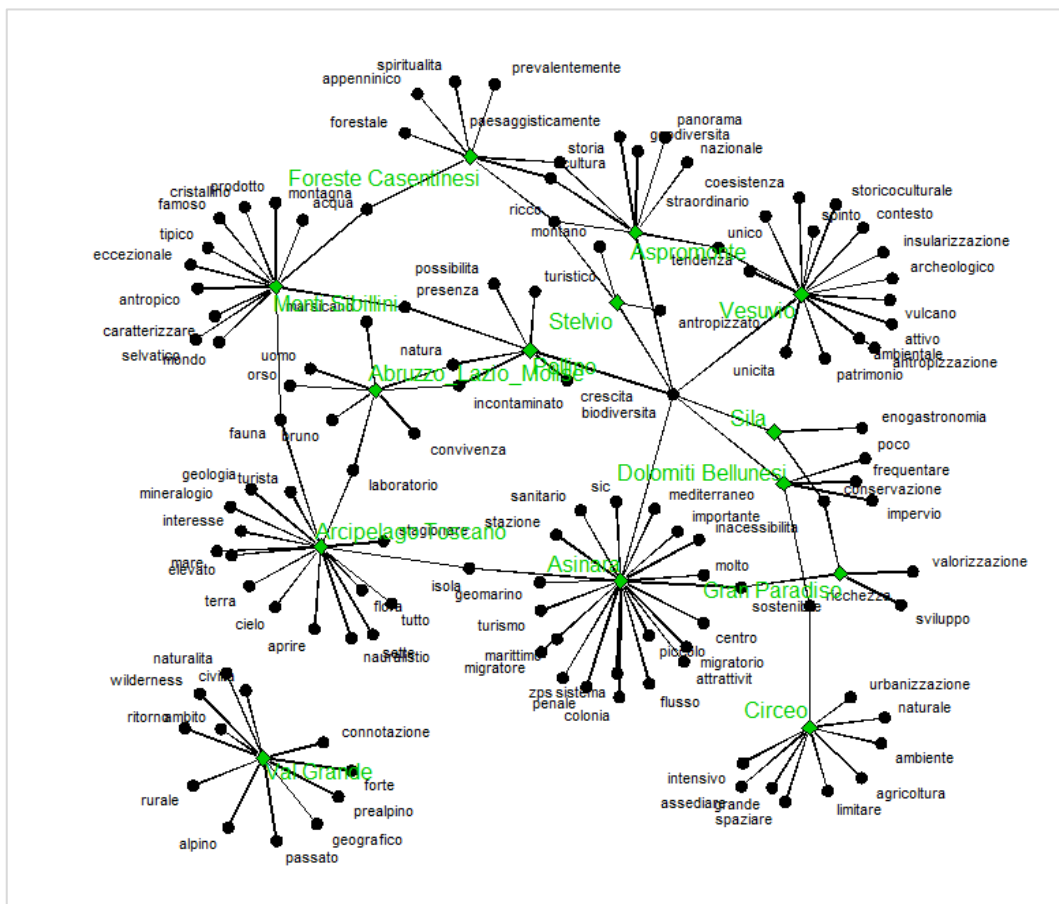 spiritualita
prevalentemente
appenninico
forestale
paesaggisticamente
panorama
geodiversita
storia
nazionale
cultura
Foreste Casentinesi
coesistenza
storicoculturale
cristallino
prodotto
montagna
famoso
acqua
ricco
straordinario
spinto
contesto
montano
unico
tipico
Aspromonte
insularizzazione
eccezionale
possibilita
turistico
tendenza
archeologico
presenza
antropico
Monti Sibillini
marsicano
Stelvio
Vesuvio
vulcano
caratterizzare
antropizzato
attivo
selvatico
mondo
uomo
natura
Pollino
ambientale
antropizzazione
orso
Abruzzo_Lazio_Molise
unicita
patrimonio
incontaminato
crescita
biodiversita
Sila
enogastronomia
fauna
bruno
convivenza
poco
geologia
turista
laboratorio
Dolomiti Bellunesi
frequentare
mineralogio
sanitario
sic
mediterraneo
conservazione
interesse
stazione
importante
impervio
Arcipelago Toscano
stagionare
inacessibilita
mare
elevato
Asinara
molto
valorizzazione
isola
geomarino
Gran Paradiso
ricchezza
terra
flora
tutto
sostenibile
sviluppo
cielo
turismo
centro
aprire
sette
nauralistio
marittimo
piccolo
migratorio
migratore
attrattivit
naturalita
civilta
wilderness
zps
sistema
penale
flusso
urbanizzazione
ritorno
ambito
colonia
Circeo
naturale
connotazione
Val Grande
forte
ambiente
rurale
prealpino
intensivo
agricoltura
assediare
grande
limitare
alpino
geografico
spaziare
passato